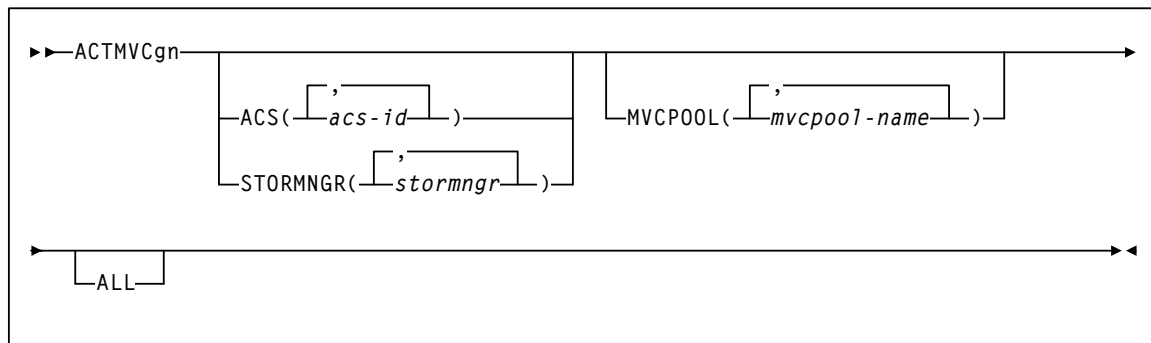 ACTMVCgn
, ,
ACS( acs-id ) MVCPOOL( mvcpool-name )
,
STORMNGR( stormngr )
ALL